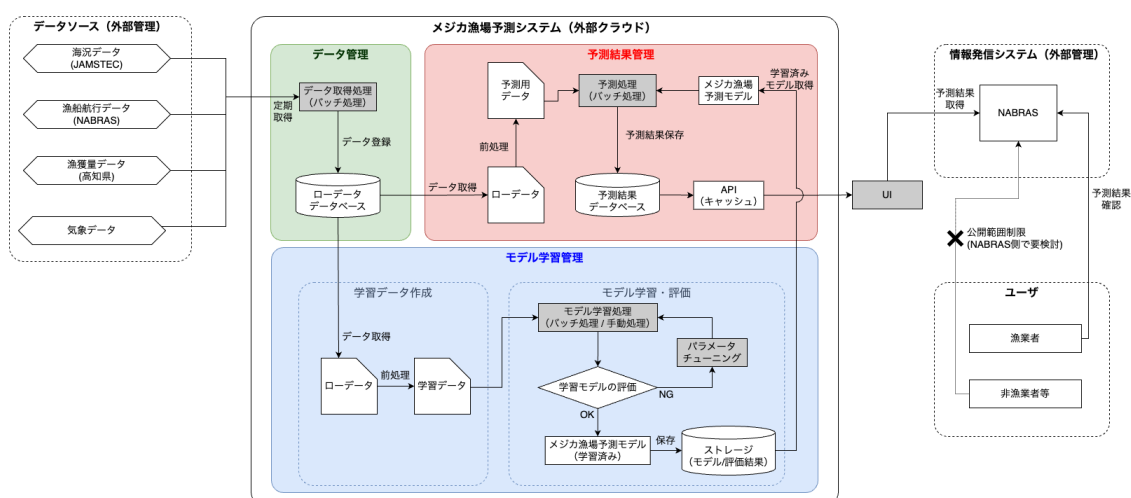 データソース（外部管理）
海況データ
(JAMSTEC)
漁船航行データ
(NABRAS)
漁獲量データ
(高知県)
気象データ
メジカ漁場予測システム（外部クラウド）
データ管理
定期
取得
データ取得処理
（バッチ処理）
データ登録
ローデータ
データベース
データ取得
予測結果管理
予測用
データ
前処理
ローデータ
予測処理
（バッチ処理）
メジカ漁場
予測モデル
学習済み
モデル取得
予測結果保存
予測結果
データベース
API
（キャッシュ）
UI
モデル学習管理
学習データ作成
データ取得
ローデータ
前処理
学習データ
モデル学習・評価
モデル学習処理
（バッチ処理 / 手動処理）
パラメータ
チューニング
学習モデルの評価
NG
OK
メジカ漁場予測モデル
（学習済み）
保存
ストレージ
（モデル/評価結果）
情報発信システム（外部管理）
予測結果
取得
NABRAS
予測結果
確認
公開範囲制限
(NABRAS側で要検討)
ユーザ
漁業者
非漁業者等